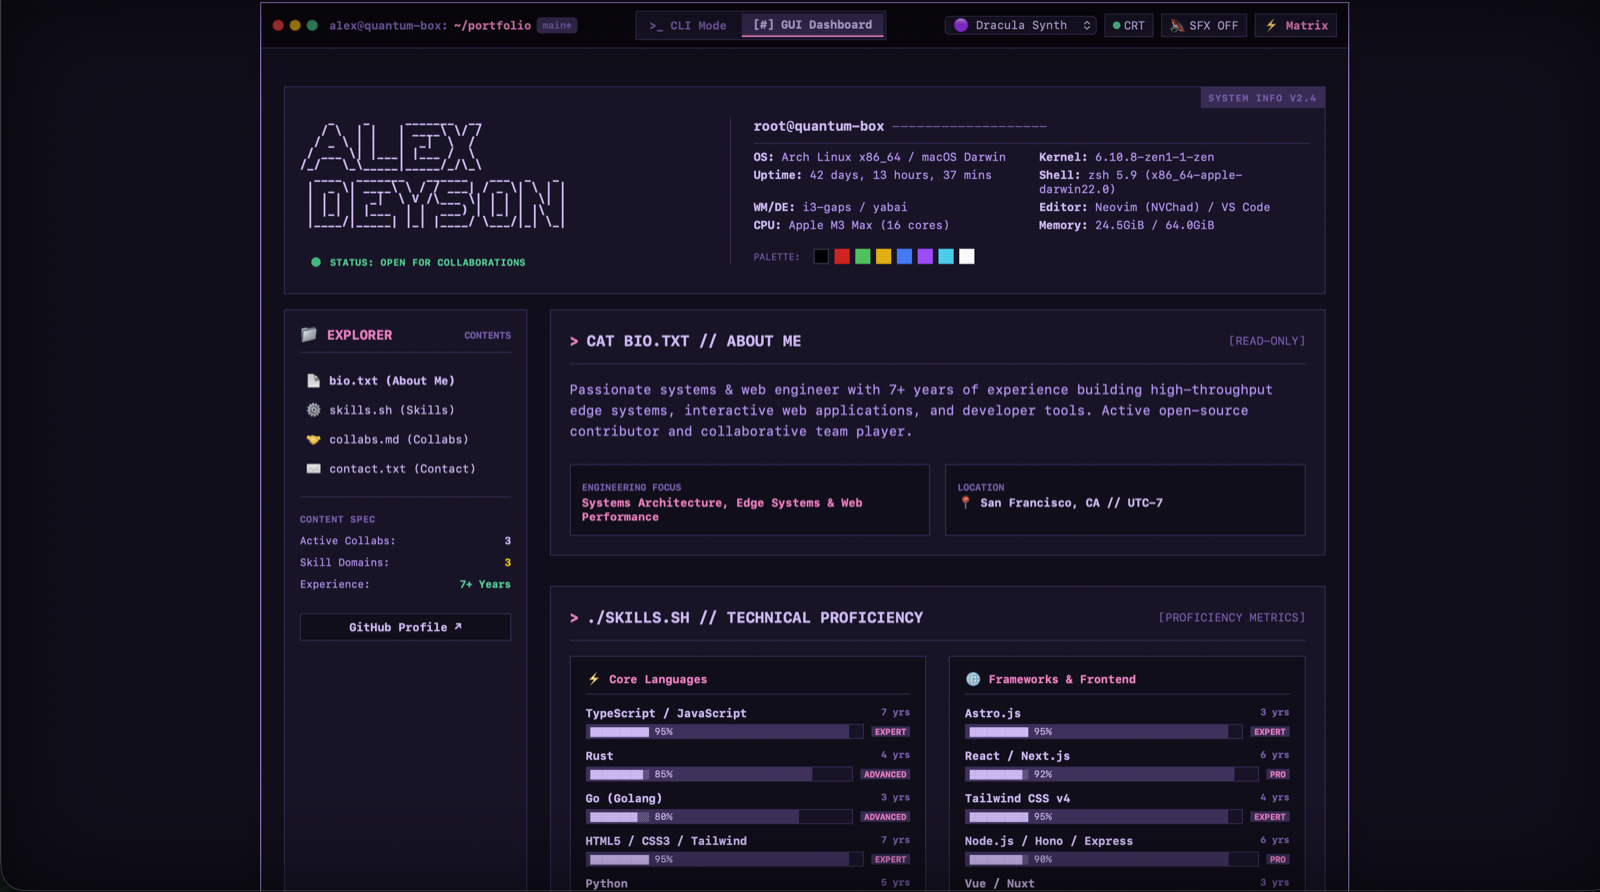 alex@quantum-box: ~/portfolio main*
>_ CLI Mode
[#] GUI Dashboard
Dracula Synth
CRT
SFX OFF
Matrix
SYSTEM INFO V2.4
ALEX
DEYSON
STATUS: OPEN FOR COLLABORATIONS
root@quantum-box -------------------
OS: Arch Linux x86_64 / macOS Darwin
Kernel: 6.10.8-zen1-1-zen
Uptime: 42 days, 13 hours, 37 mins
Shell: zsh 5.9 (x86_64-apple-
darwin22.0)
WM/DE: i3-gaps / yabai
Editor: Neovim (NVChad) / VS Code
CPU: Apple M3 Max (16 cores)
Memory: 24.5GiB / 64.0GiB
PALETTE:
EXPLORER
CONTENTS
bio.txt (About Me)
skills.sh (Skills)
collabs.md (Collabs)
contact.txt (Contact)
CONTENT SPEC
Active Collabs: 3
Skill Domains: 3
Experience: 7+ Years
GitHub Profile ↗
> CAT BIO.TXT // ABOUT ME
[READ-ONLY]
Passionate systems & web engineer with 7+ years of experience building high-throughput
edge systems, interactive web applications, and developer tools. Active open-source
contributor and collaborative team player.
ENGINEERING FOCUS
Systems Architecture, Edge Systems & Web
Performance
LOCATION
San Francisco, CA // UTC-7
> ./SKILLS.SH // TECHNICAL PROFICIENCY
[PROFICIENCY METRICS]
Core Languages
TypeScript / JavaScript 7 yrs
95% EXPERT
Rust 4 yrs
85% ADVANCED
Go (Golang) 3 yrs
80% ADVANCED
HTML5 / CSS3 / Tailwind 7 yrs
95% EXPERT
Python 5 yrs
Frameworks & Frontend
Astro.js 3 yrs
95% EXPERT
React / Next.js 6 yrs
92% PRO
Tailwind CSS v4 4 yrs
95% EXPERT
Node.js / Hono / Express 6 yrs
90% PRO
Vue / Nuxt 3 yrs